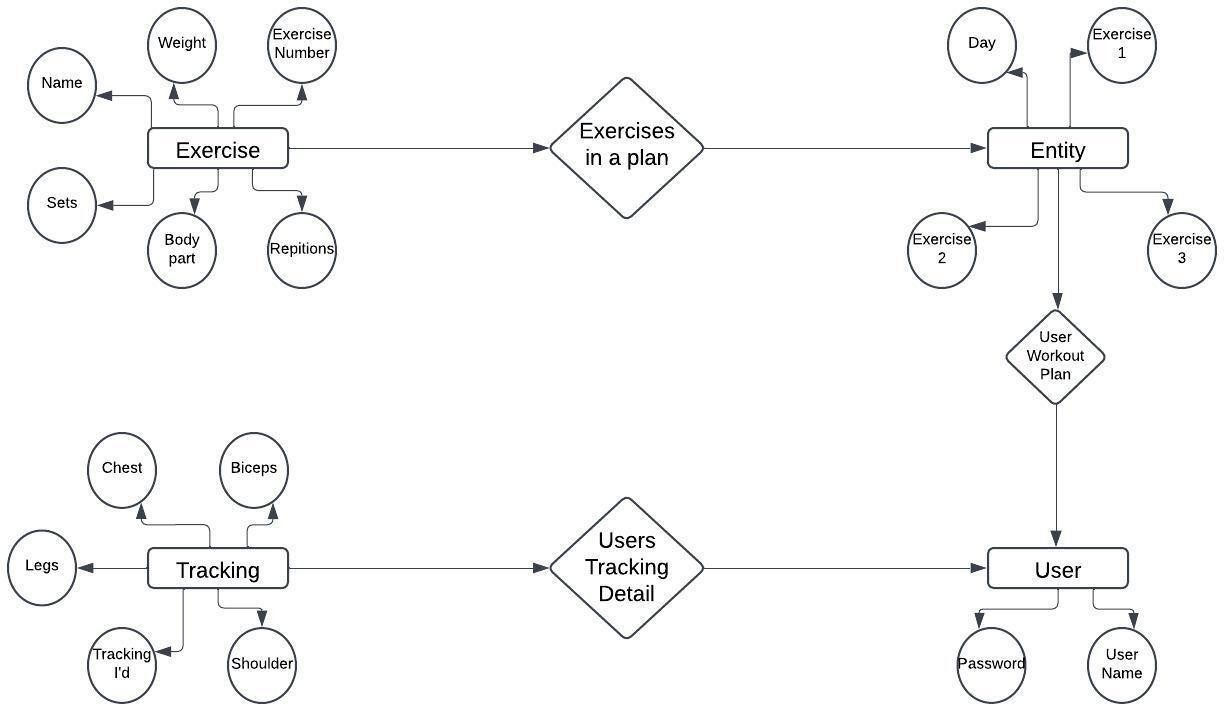 Weight
Exercise
Number
Day
Exercise
1
Name
Exercises
in a plan
Exercise
Entity
Sets
Body
part
Repitions
Exercise
2
Exercise
3
User
Workout
Plan
Chest
Biceps
Users
Tracking
Detail
Legs
Tracking
User
Tracking
I'd
Shoulder
Password
User
Name